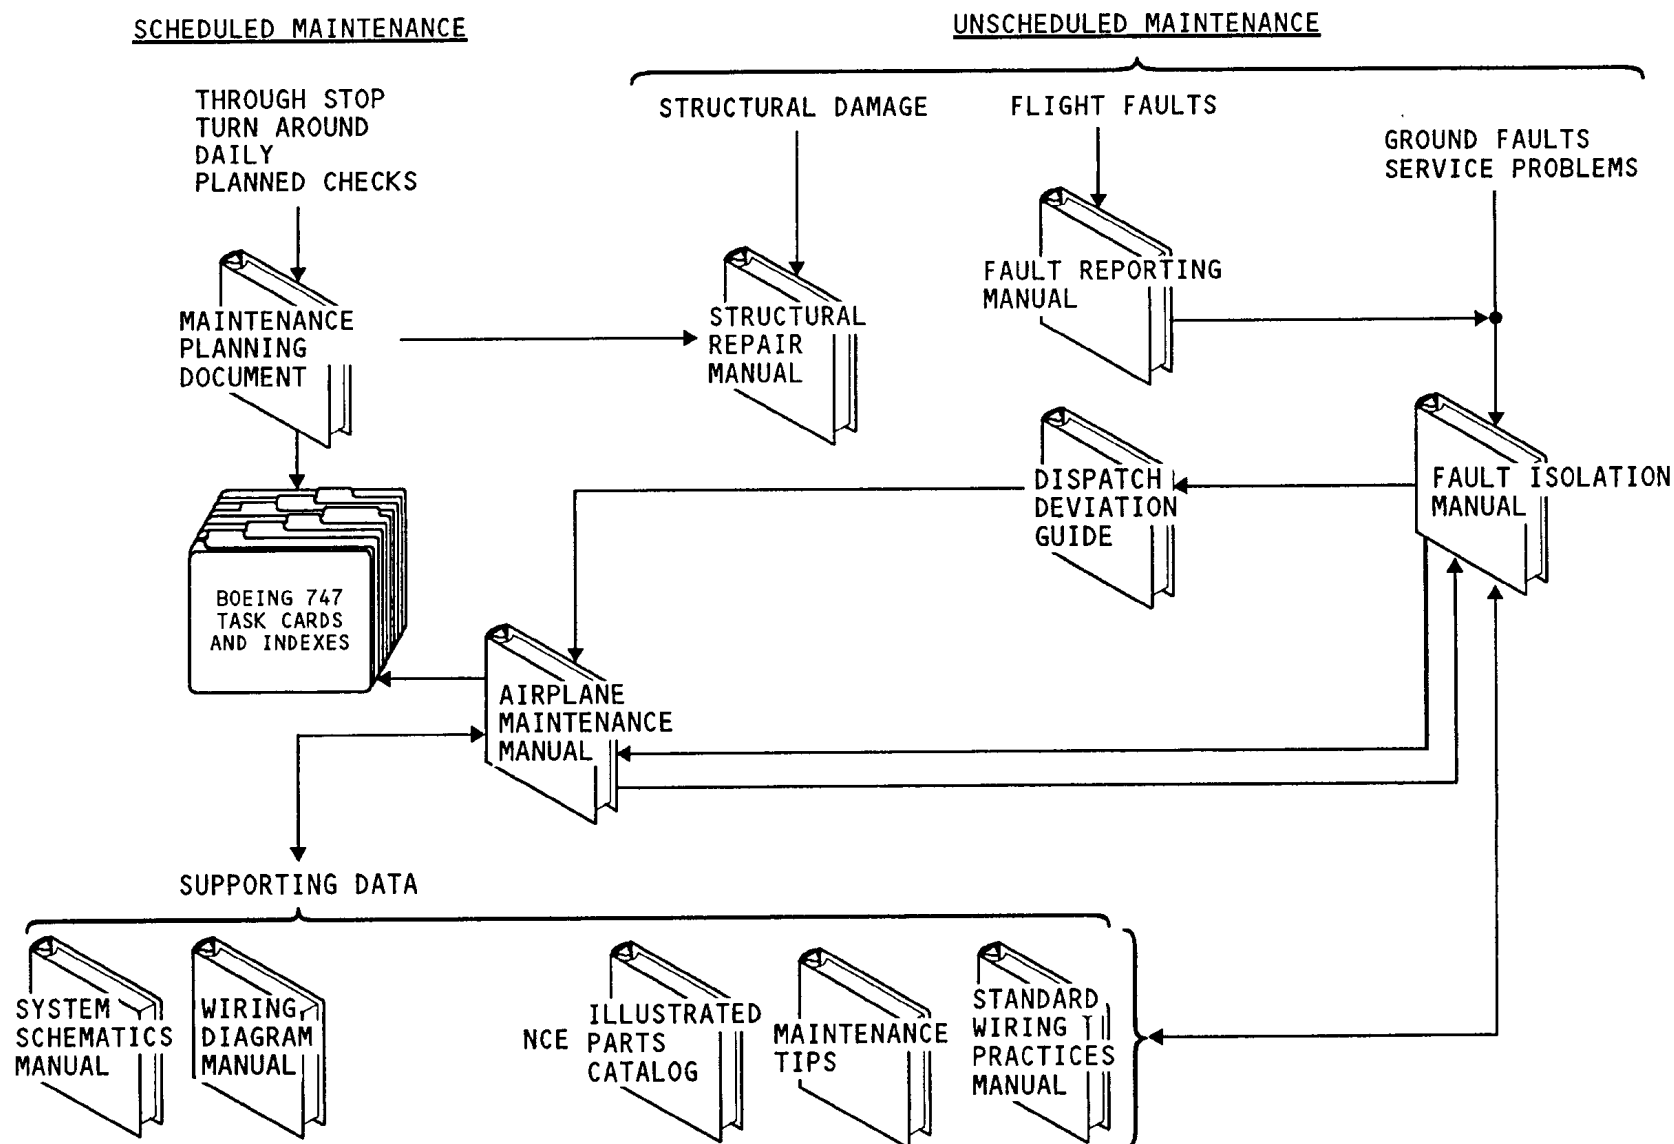 SCHEDULED MAINTENANCE
UNSCHEDULED MAINTENANCE
THROUGH STOP
TURN AROUND
DAILY
PLANNED CHECKS
STRUCTURAL DAMAGE
FLIGHT FAULTS
GROUND FAULTS
SERVICE PROBLEMS
MAINTENANCE
PLANNING
DOCUMENT
STRUCTURAL
REPAIR
MANUAL
FAULT REPORTING
MANUAL
DISPATCH
DEVIATION
GUIDE
FAULT ISOLATION
MANUAL
BOEING 747
TASK CARDS
AND INDEXES
AIRPLANE
MAINTENANCE
MANUAL
SUPPORTING DATA
SYSTEM
SCHEMATICS
MANUAL
WIRING
DIAGRAM
MANUAL
NCE
ILLUSTRATED
PARTS
CATALOG
MAINTENANCE
TIPS
STANDARD
WIRING
PRACTICES
MANUAL